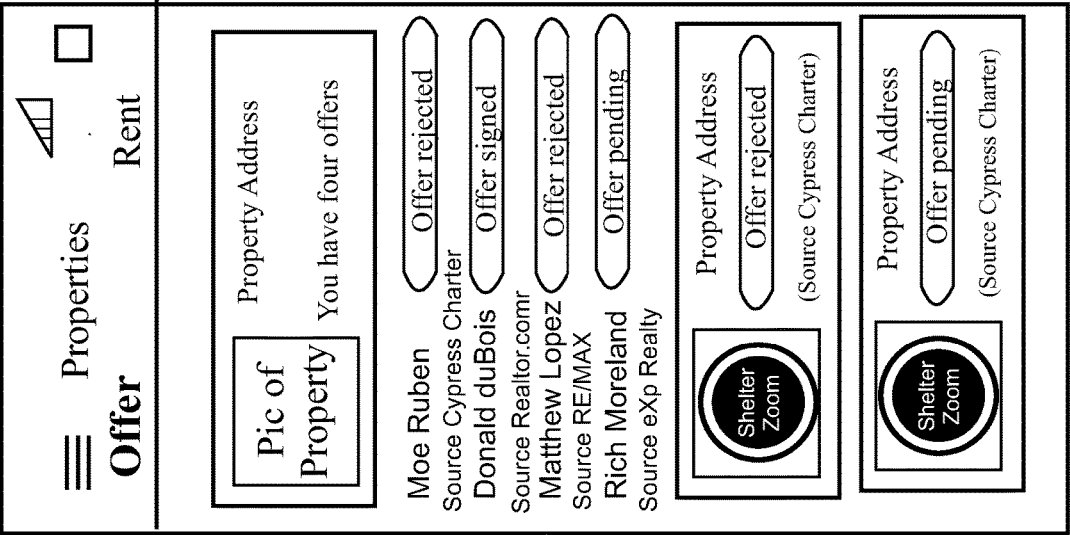 Properties
Offer
Rent
Pic of
Property
Property Address
You have four offers
Moe Ruben
Offer rejected
Source Cypress Charter
Donald duBois
Offer signed
Source Realtor.comr
Matthew Lopez
Offer rejected
Source RE/MAX
Rich Moreland
Offer pending
Source eXp Realty
Shelter
Zoom
Property Address
Offer rejected
(Source Cypress Charter)
Shelter
Zoom
Property Address
Offer pending
(Source Cypress Charter)